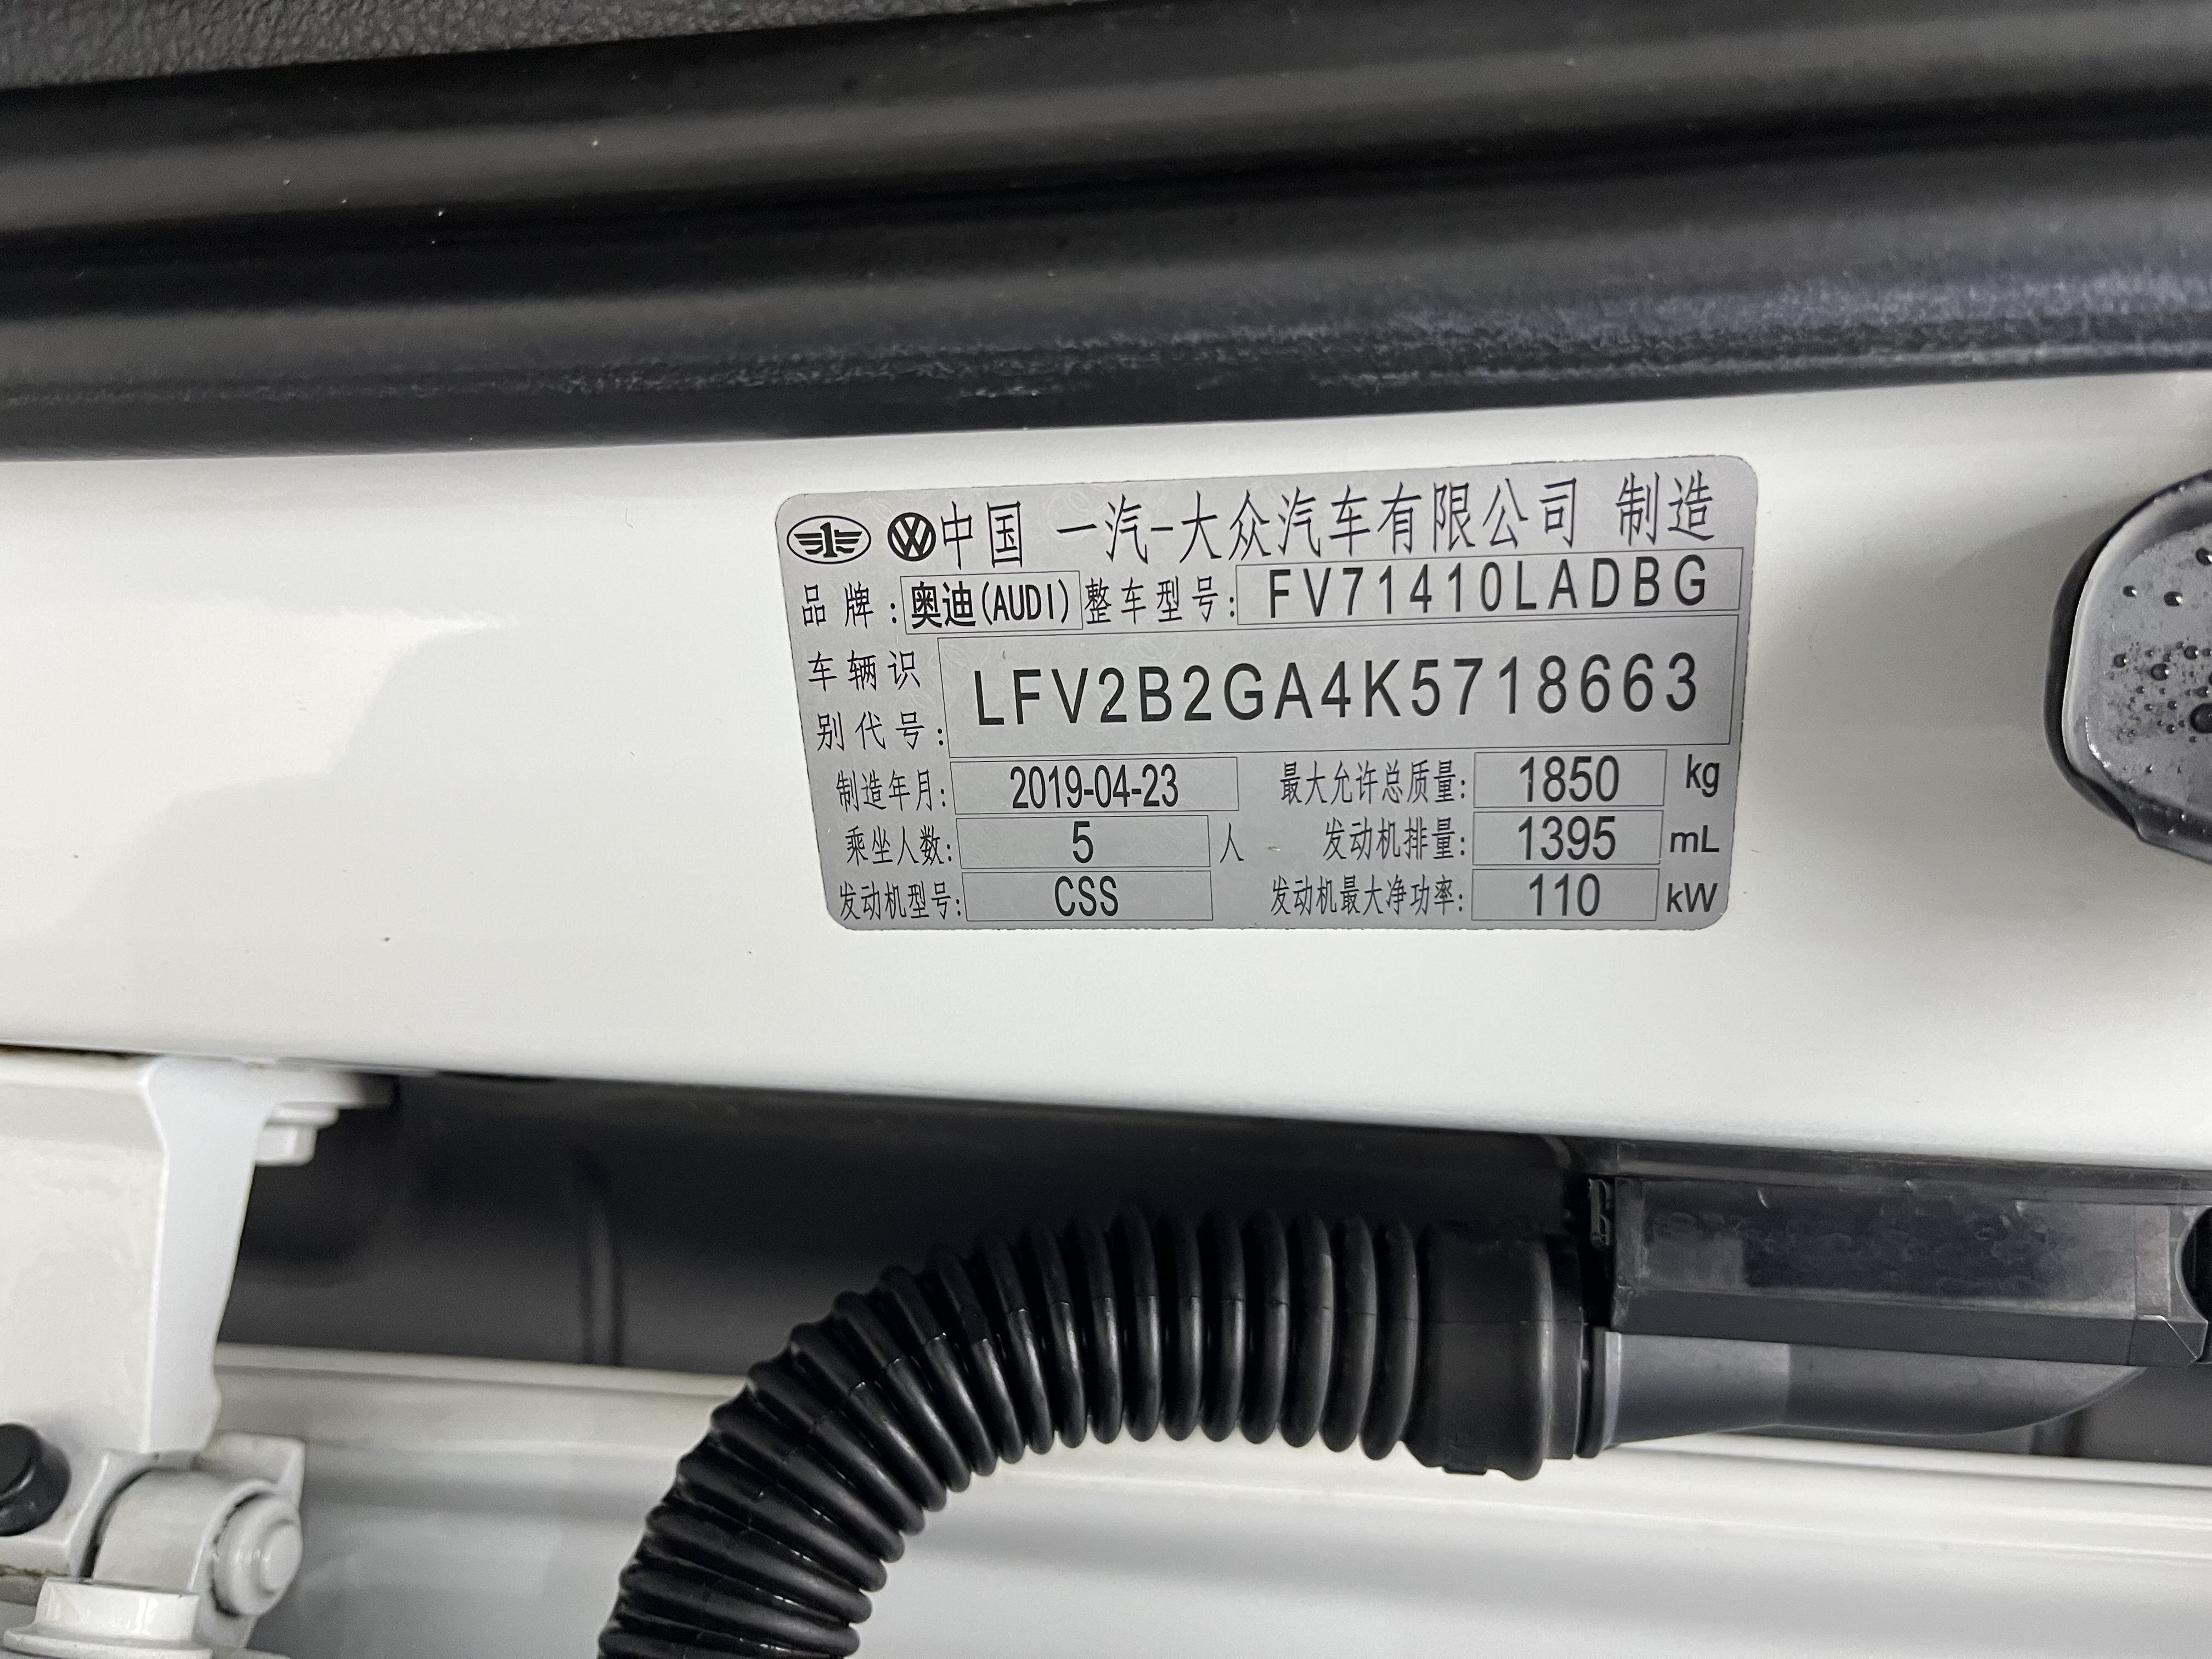 中国 一汽-大众汽车有限公司 制造
品牌: 奥迪(AUDI) 整车型号: FV71410LADBG
车辆识别代号: LFV2B2GA4K5718663
制造年月: 2019-04-23 最大允许总质量: 1850 kg
乘坐人数: 5 人 发动机排量: 1395 mL
发动机型号: CSS 发动机最大净功率: 110 kW